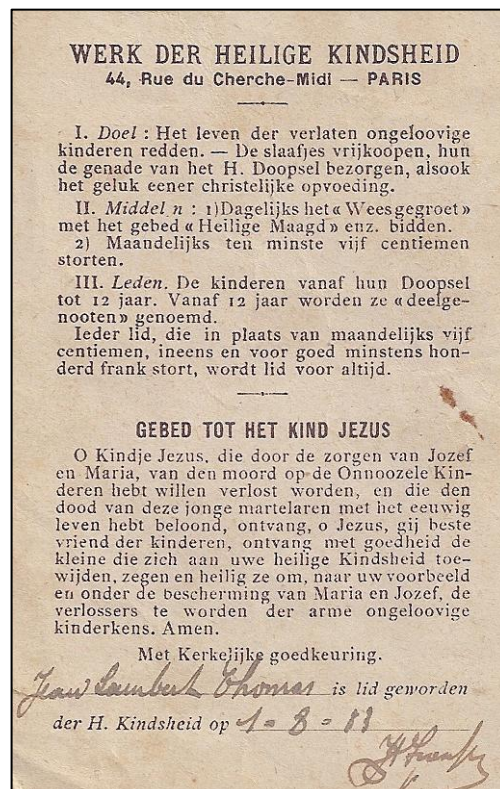 WERK DER HEILIGE KINDSHEID
44, Rue du Cherche-Midi — PARIS
I. Doel : Het leven der verlaten ongeloovige
kinderen redden. — De slaafjes vrijkoopen, hun
de genade van het H. Doopsel bezorgen, alsook
het geluk eener christelijke opvoeding.
II. Middel n : 1) Dagelijks het « Wees gegroet »
met het gebed « Heilige Maagd » enz. bidden.
2) Maandelijks ten minste vijf centiemen
storten.
III. Leden. De kinderen vanaf hun Doopsel
tot 12 jaar. Vanaf 12 jaar worden ze « deelge-
nooten » genoemd.
Ieder lid, die in plaats van maandelijks vijf
centiemen, ineens en voor goed minstens hon-
derd frank stort, wordt lid voor altijd.
GEBED TOT HET KIND JEZUS
O Kindje Jezus, die door de zorgen van Jozef
en Maria, van den moord op de Onnoozele Kin-
deren hebt willen verlost worden, en die den
dood van deze jonge martelaren met het eeuwig
leven hebt beloond, ontvang, o Jezus, gij beste
vriend der kinderen, ontvang met goedheid de
kleine die zich aan uwe heilige Kindsheid toe-
wijden, zegen en heilig ze om, naar uw voorbeeld
en onder de bescherming van Maria en Jozef, de
verlossers te worden der arme ongeloovige
kinderkens. Amen.
Met Kerkelijke goedkeuring.
Jean Lambert Thomas is lid geworden
der H. Kindsheid op 1 = 8 =